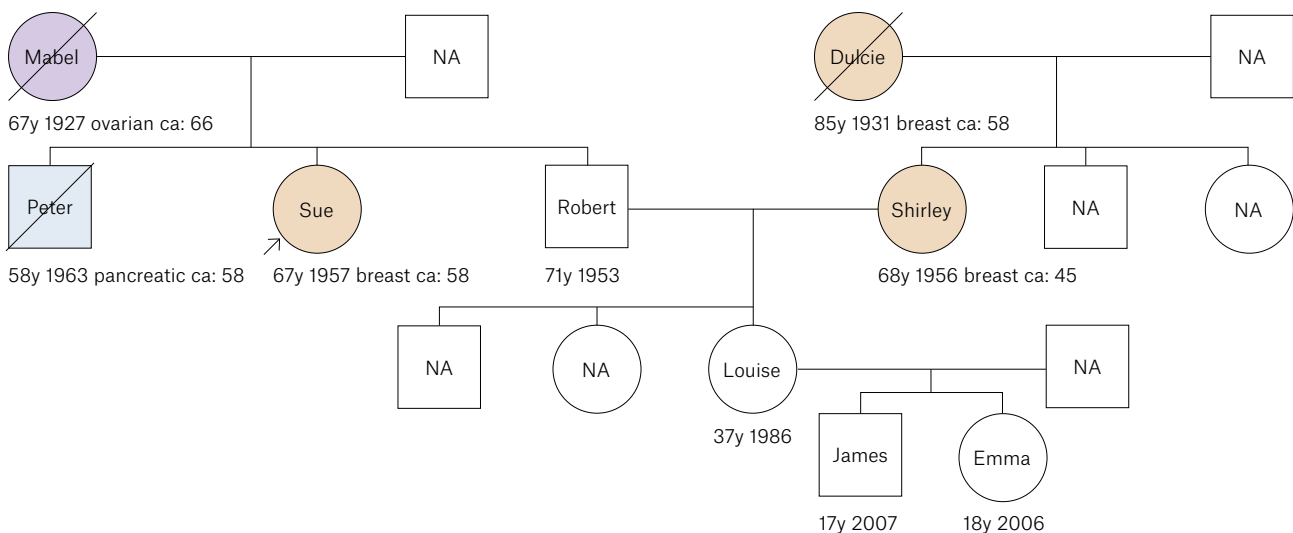 Mabel
NA
Dulcie
NA
67y 1927 ovarian ca: 66
85y 1931 breast ca: 58
Peter
Sue
Robert
Shirley
NA
NA
58y 1963 pancreatic ca: 58
67y 1957 breast ca: 58
71y 1953
68y 1956 breast ca: 45
NA
NA
Louise
NA
37y 1986
James
Emma
17y 2007
18y 2006